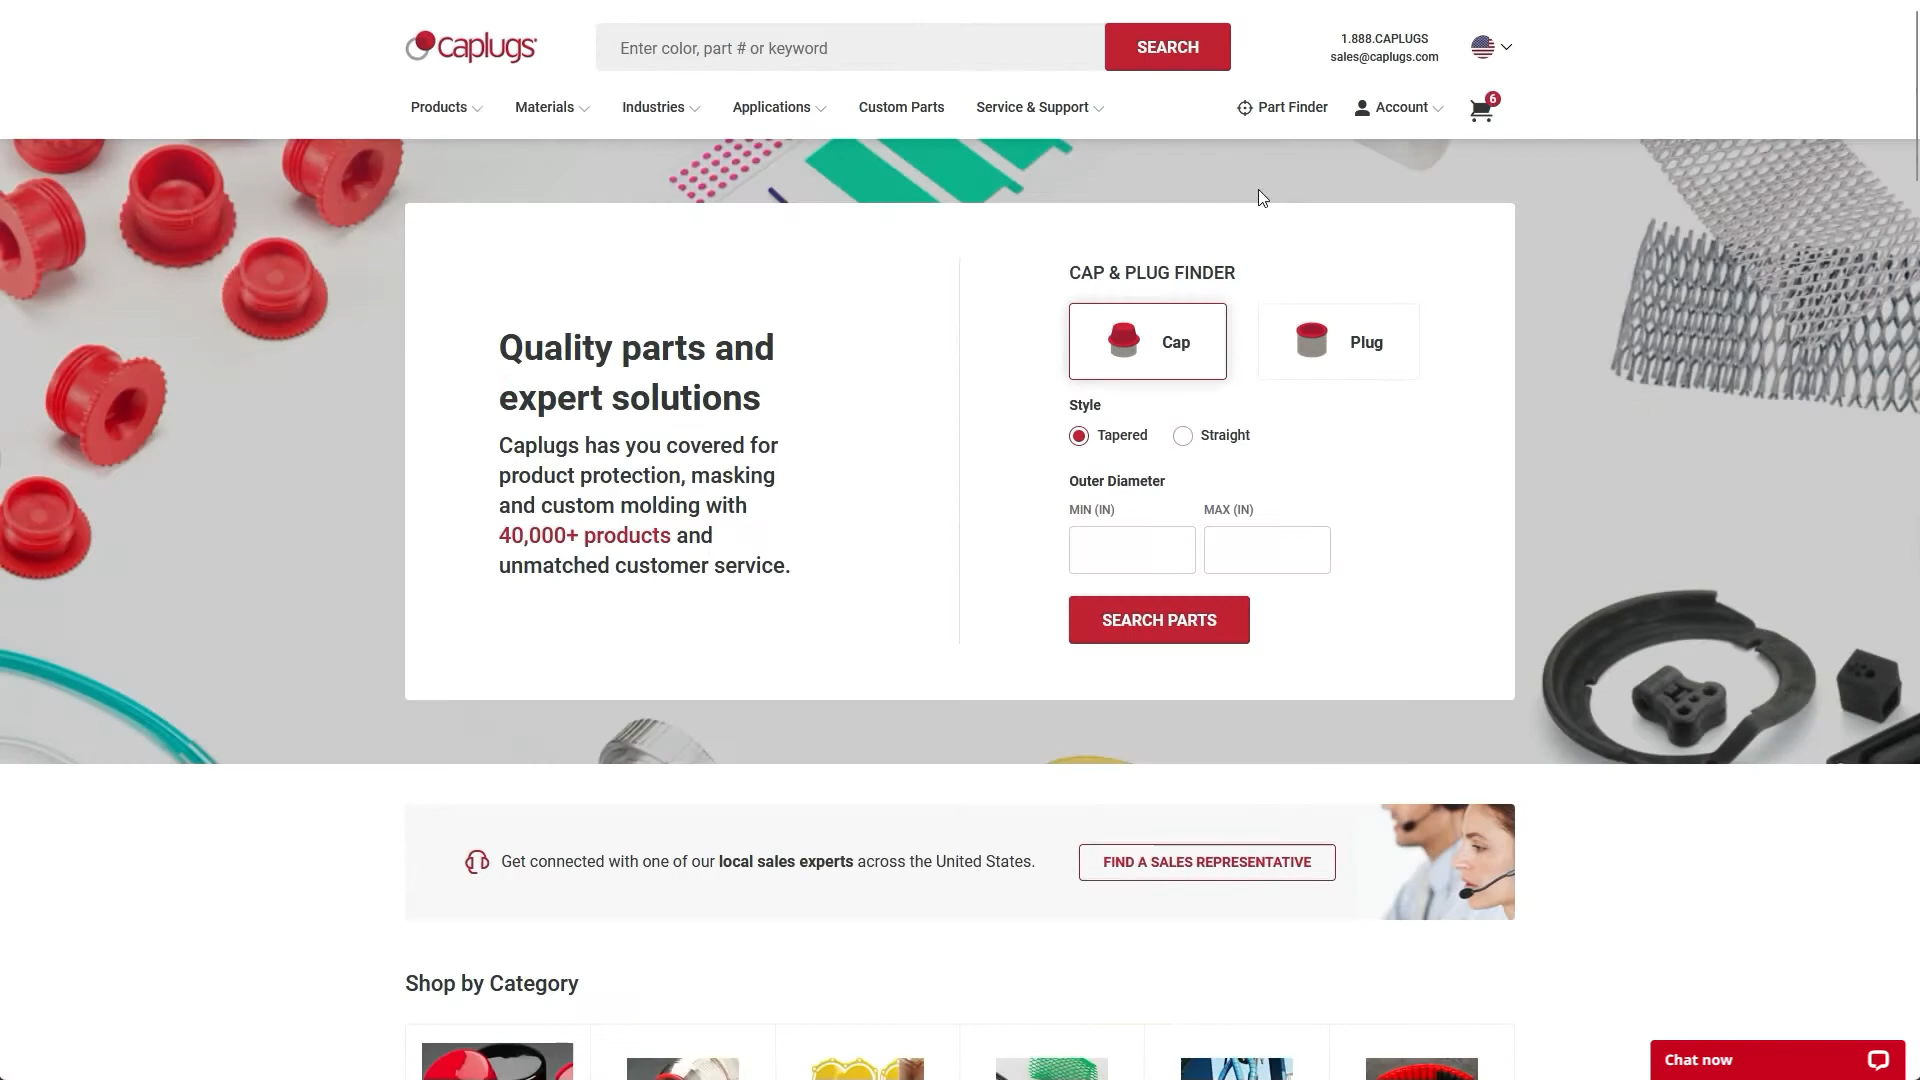 caplugs
Enter color, part # or keyword
SEARCH
1.888.CAPLUGS
sales@caplugs.com
Products
Materials
Industries
Applications
Custom Parts
Service & Support
Part Finder
Account
6
Quality parts and
expert solutions
Caplugs has you covered for
product protection, masking
and custom molding with
40,000+ products and
unmatched customer service.
CAP & PLUG FINDER
Cap
Plug
Style
Tapered
Straight
Outer Diameter
MIN (IN)
MAX (IN)
SEARCH PARTS
Get connected with one of our local sales experts across the United States.
FIND A SALES REPRESENTATIVE
Shop by Category
Chat now